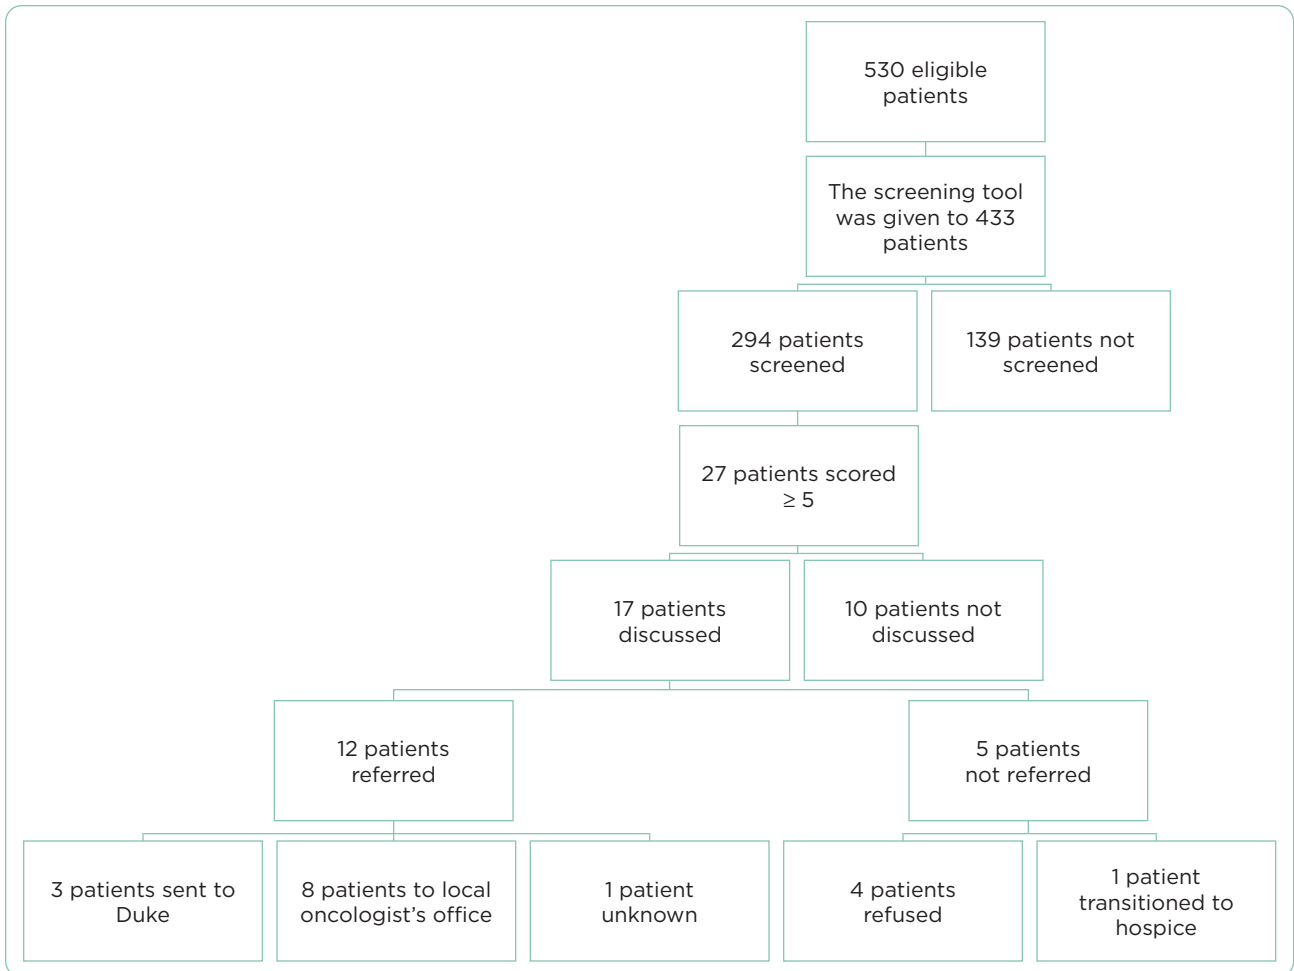 530 eligible
patients
The screening tool
was given to 433
patients
294 patients
screened
139 patients not
screened
27 patients scored
≥ 5
17 patients
discussed
10 patients not
discussed
12 patients
referred
5 patients
not referred
3 patients sent to
Duke
8 patients to local
oncologist’s office
1 patient
unknown
4 patients
refused
1 patient
transitioned to
hospice